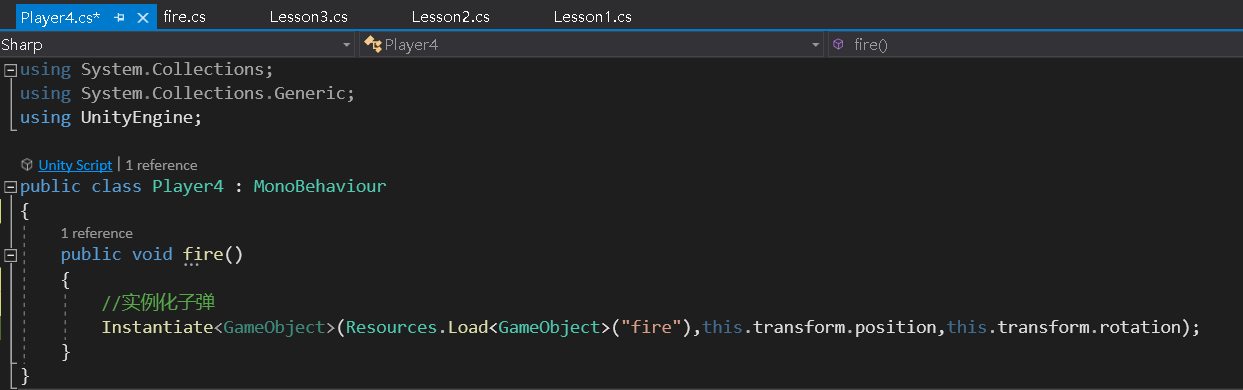 Player4.cs* fire.cs Lesson3.cs Lesson2.cs Lesson1.cs
Sharp Player4 fire()
using System.Collections;
using System.Collections.Generic;
using UnityEngine;
Unity Script | 1 reference
public class Player4 : MonoBehaviour
{
1 reference
public void fire()
{
//实例化子弹
Instantiate<GameObject>(Resources.Load<GameObject>("fire"),this.transform.position,this.transform.rotation);
}
}